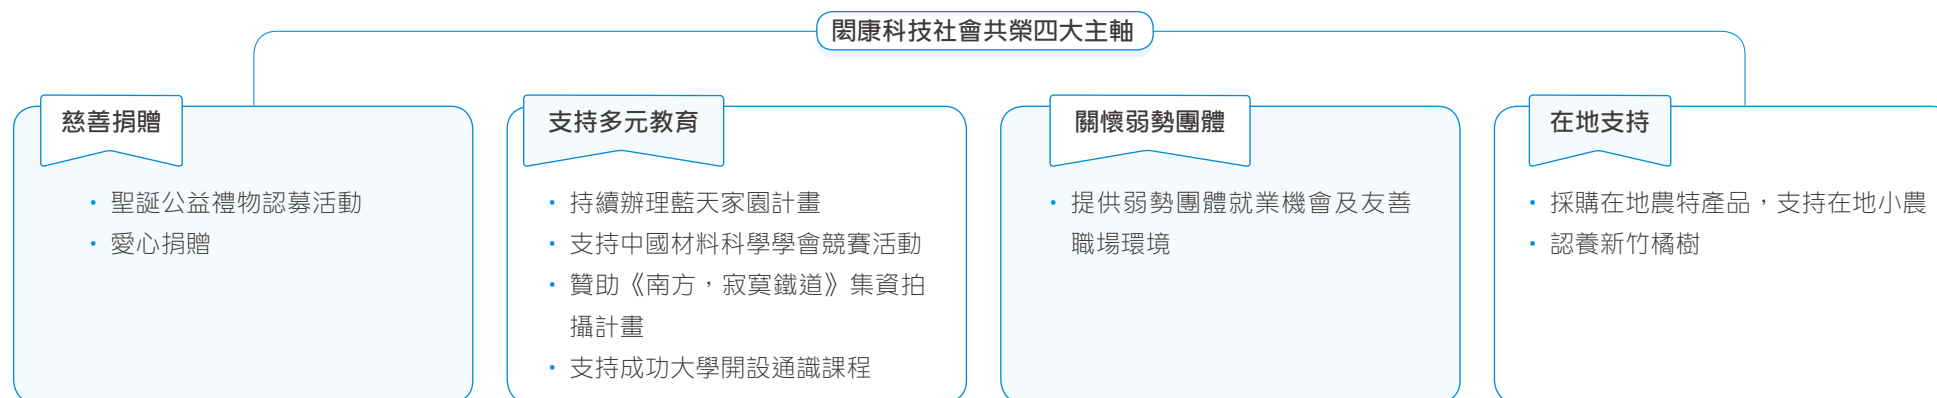 閎康科技社會共榮四大主軸
慈善捐贈
• 聖誕公益禮物認募活動
• 愛心捐贈
支持多元教育
• 持續辦理藍天家園計畫
• 支持中國材料科學學會競賽活動
• 贊助《南方，寂寞鐵道》集資拍
攝計畫
• 支持成功大學開設通識課程
關懷弱勢團體
• 提供弱勢團體就業機會及友善
職場環境
在地支持
• 採購在地農特產品，支持在地小農
• 認養新竹橘樹